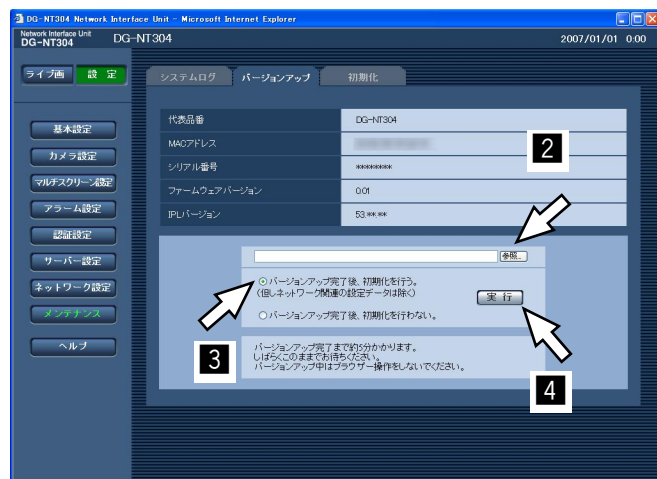 DG-NT304 Network Interface Unit - Microsoft Internet Explorer
Network Interface Unit
DG-NT304
DG-NT304
2007/01/01 0:00
ライブ画 設 定
システムログ バージョンアップ 初期化
基本設定
カメラ設定
マルチスクリーン設定
アラーム設定
認証設定
サーバー設定
ネットワーク設定
メンテナンス
ヘルプ
代表品番 DG-NT304
MACアドレス
シリアル番号 ********
ファームウェアバージョン 0.01
IPLバージョン 53.**.**
2
参照...
バージョンアップ完了後、初期化を行う。
(但しネットワーク関連の設定データは除く)
バージョンアップ完了後、初期化を行わない。
実 行
3
バージョンアップ完了まで約5分かかります。
しばらくこのままでお待ちください。
バージョンアップ中はブラウザー操作をしないでください。
4